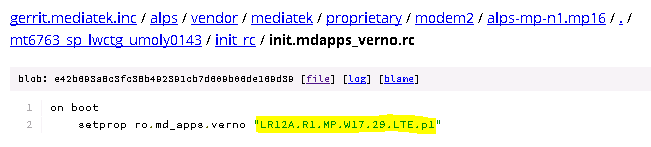 gerrit.mediatek.inc / alps / vendor / mediatek / proprietary / modem2 / alps-mp-n1.mp16 / . /
mt6763_sp_lwctg_umoly0143 / init_rc / init.mdapps_verno.rc
blob: [file] [log] [blame]
1 on boot
2 setprop ro.md_apps.verno "LR12A.R1.MP.W17.29.LTE.p1"